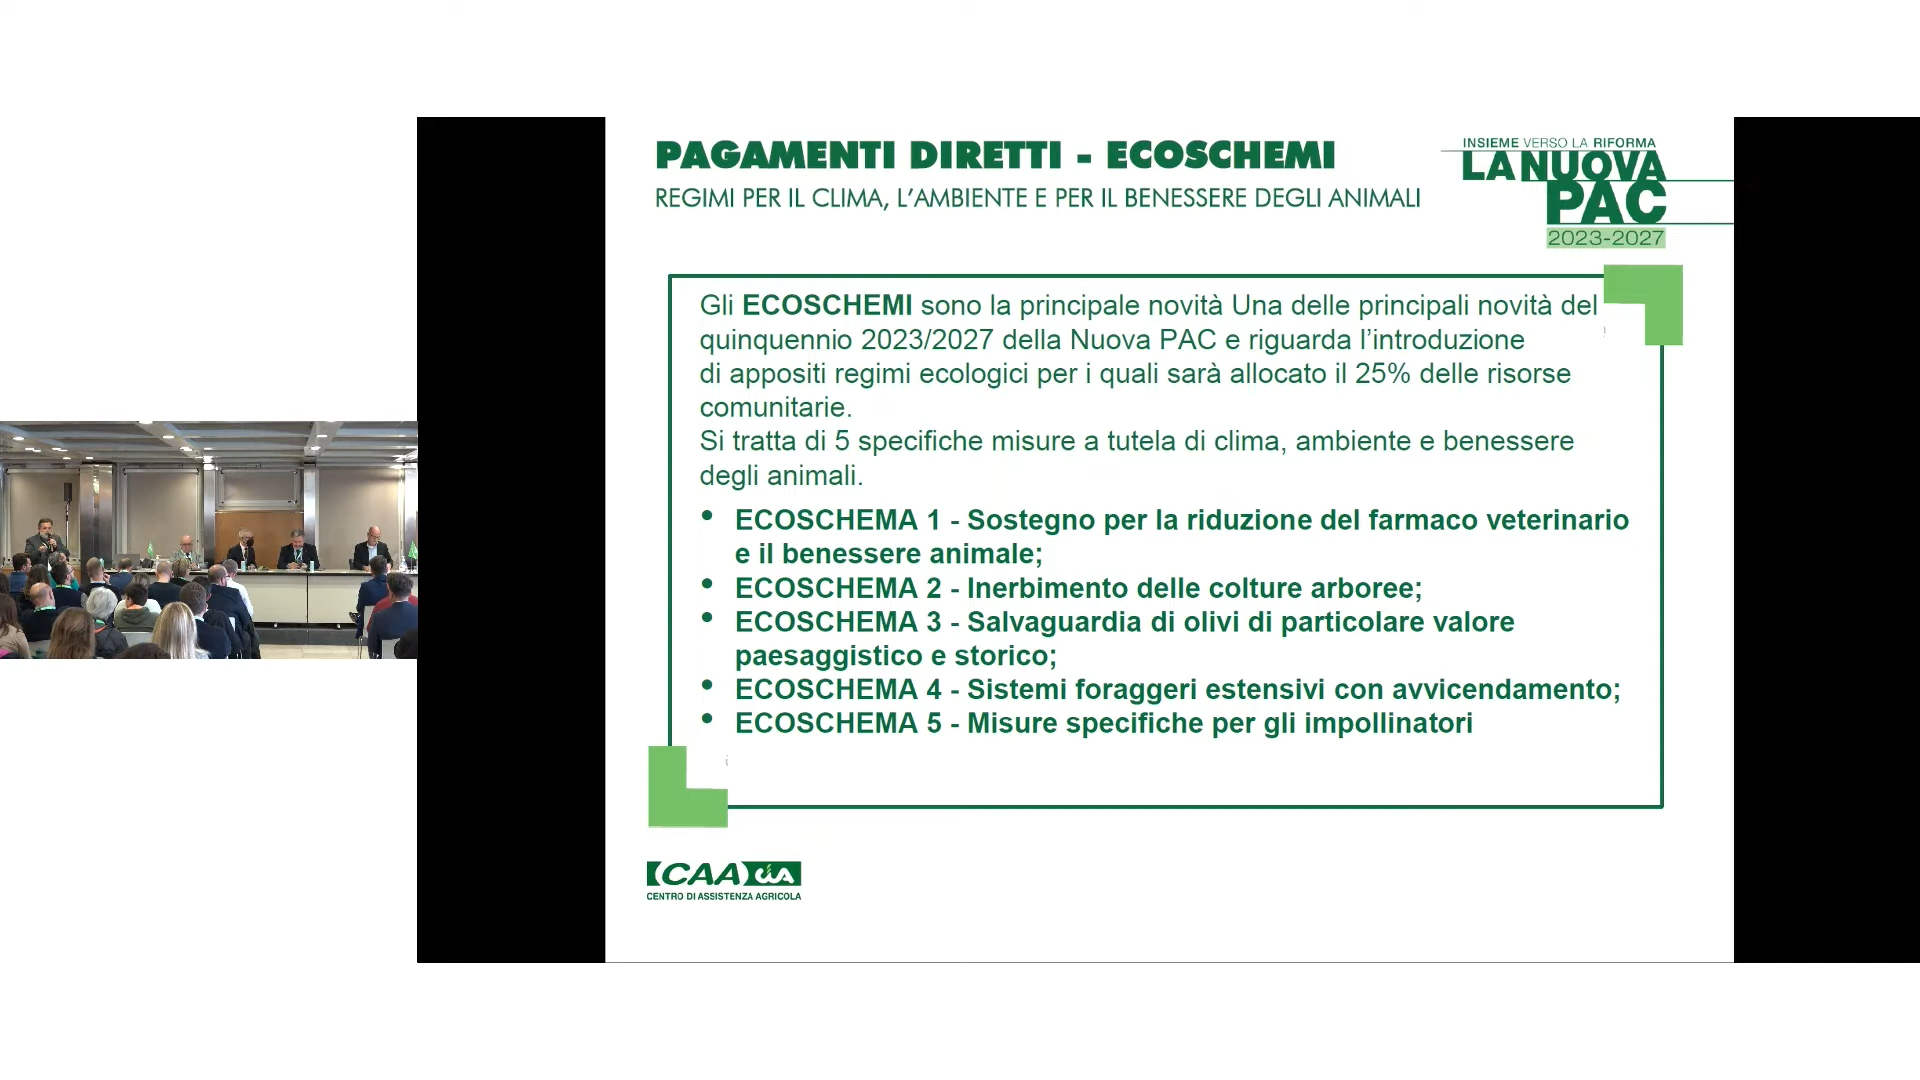 PAGAMENTI DIRETTI - ECOSCHEMI
REGIMI PER IL CLIMA, L'AMBIENTE E PER IL BENESSERE DEGLI ANIMALI
INSIEME VERSO LA RIFORMA
LA NUOVA
PAC
2023-2027
Gli ECOSCHEMI sono la principale novità Una delle principali novità del
quinquennio 2023/2027 della Nuova PAC e riguarda l’introduzione
di appositi regimi ecologici per i quali sarà allocato il 25% delle risorse
comunitarie.
Si tratta di 5 specifiche misure a tutela di clima, ambiente e benessere
degli animali.
• ECOSCHEMA 1 - Sostegno per la riduzione del farmaco veterinario
e il benessere animale;
• ECOSCHEMA 2 - Inerbimento delle colture arboree;
• ECOSCHEMA 3 - Salvaguardia di olivi di particolare valore
paesaggistico e storico;
• ECOSCHEMA 4 - Sistemi foraggeri estensivi con avvicendamento;
• ECOSCHEMA 5 - Misure specifiche per gli impollinatori
CAA CIA
CENTRO DI ASSISTENZA AGRICOLA